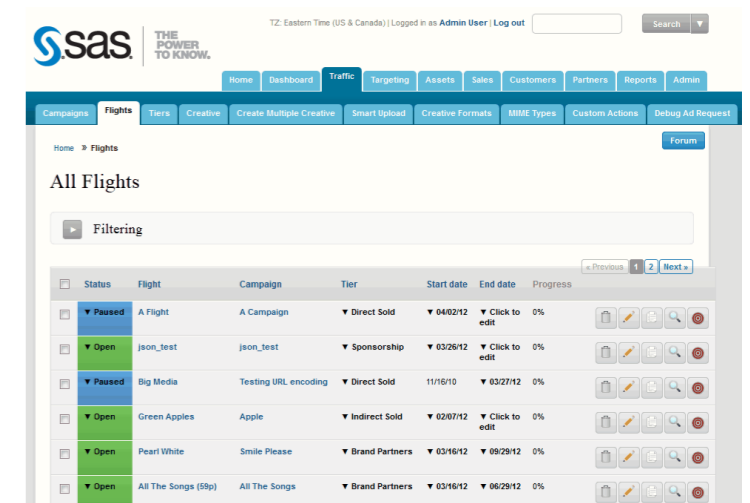 TZ: Eastern Time (US & Canada) | Logged in as Admin User | Log out
Search ▼
sas THE POWER TO KNOW.
Home Dashboard Traffic Targeting Assets Sales Customers Partners Reports Admin
Campaigns Flights Tiers Creative Create Multiple Creative Smart Upload Creative Formats MIME Types Custom Actions Debug Ad Request
Home » Flights
Forum
All Flights
Filtering
« Previous 1 2 Next »
Status Flight Campaign Tier Start date End date Progress
▼ Paused A Flight A Campaign ▼ Direct Sold ▼ 04/02/12 ▼ Click to edit 0%
▼ Open json_test json_test ▼ Sponsorship ▼ 03/26/12 ▼ Click to edit 0%
▼ Paused Big Media Testing URL encoding ▼ Direct Sold 11/16/10 ▼ 03/27/12 0%
▼ Open Green Apples Apple ▼ Indirect Sold ▼ 02/07/12 ▼ Click to edit 0%
▼ Open Pearl White Smile Please ▼ Brand Partners ▼ 03/16/12 ▼ 09/29/12 0%
▼ Open All The Songs (59p) All The Songs ▼ Brand Partners ▼ 03/16/12 ▼ 06/29/12 0%